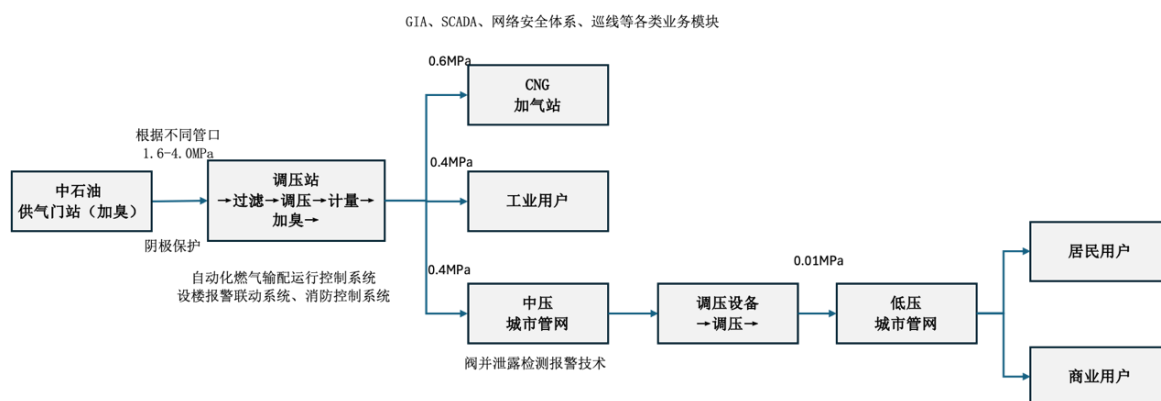 GIA、SCADA、网络安全体系、巡线等各类业务模块
0.6MPa
CNG
加气站
根据不同管口
1.6-4.0MPa
中石油
供气门站（加臭）
阴极保护
调压站
→过滤→调压→计量→
加臭→
自动化燃气输配运行控制系统
设楼报警联动系统、消防控制系统
0.4MPa
工业用户
0.4MPa
中压
城市管网
阀井泄露检测报警技术
调压设备
→调压→
0.01MPa
低压
城市管网
居民用户
商业用户